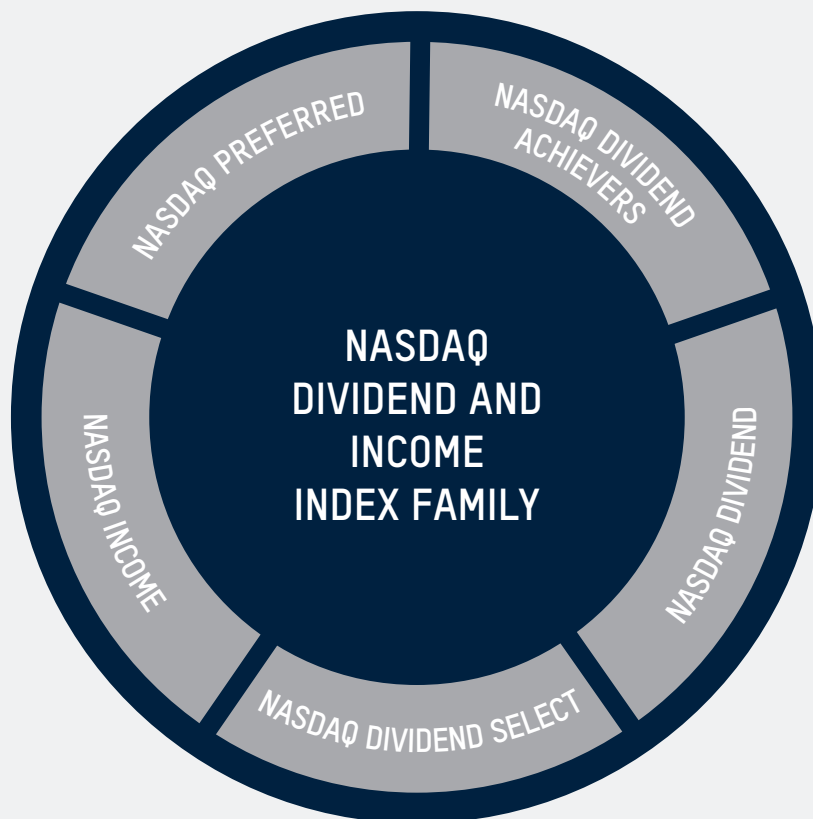 NASDAQ
DIVIDEND AND
INCOME
INDEX FAMILY
NASDAQ DIVIDEND
ACHIEVERS
NASDAQ DIVIDEND
NASDAQ DIVIDEND SELECT
NASDAQ INCOME
NASDAQ PREFERRED